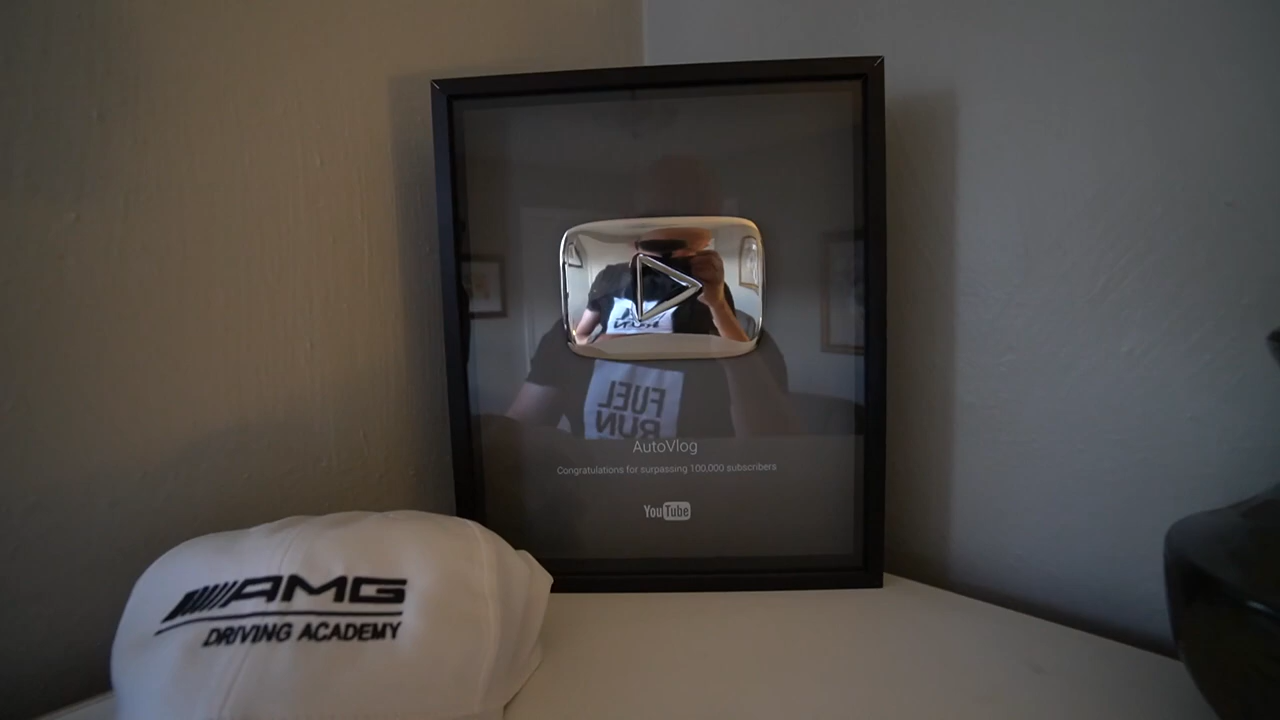 FUEL
RUN
AutoVlog
Congratulations for surpassing 100,000 subscribers
YouTube
AMG
DRIVING ACADEMY